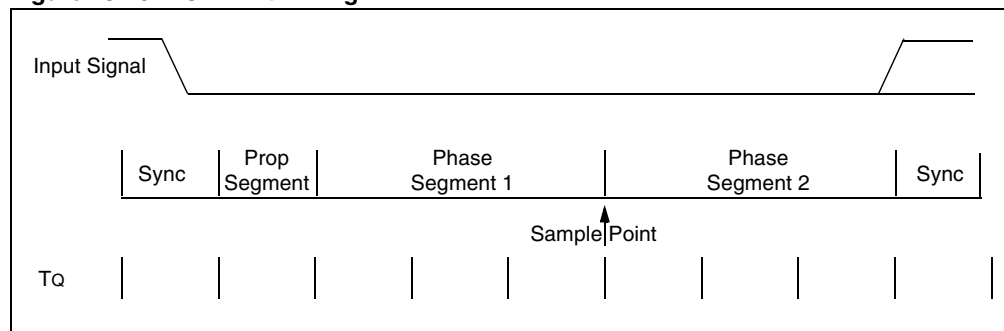 Input Signal
Sync
Prop
Segment
Phase
Segment 1
Phase
Segment 2
Sync
Sample Point
TQ